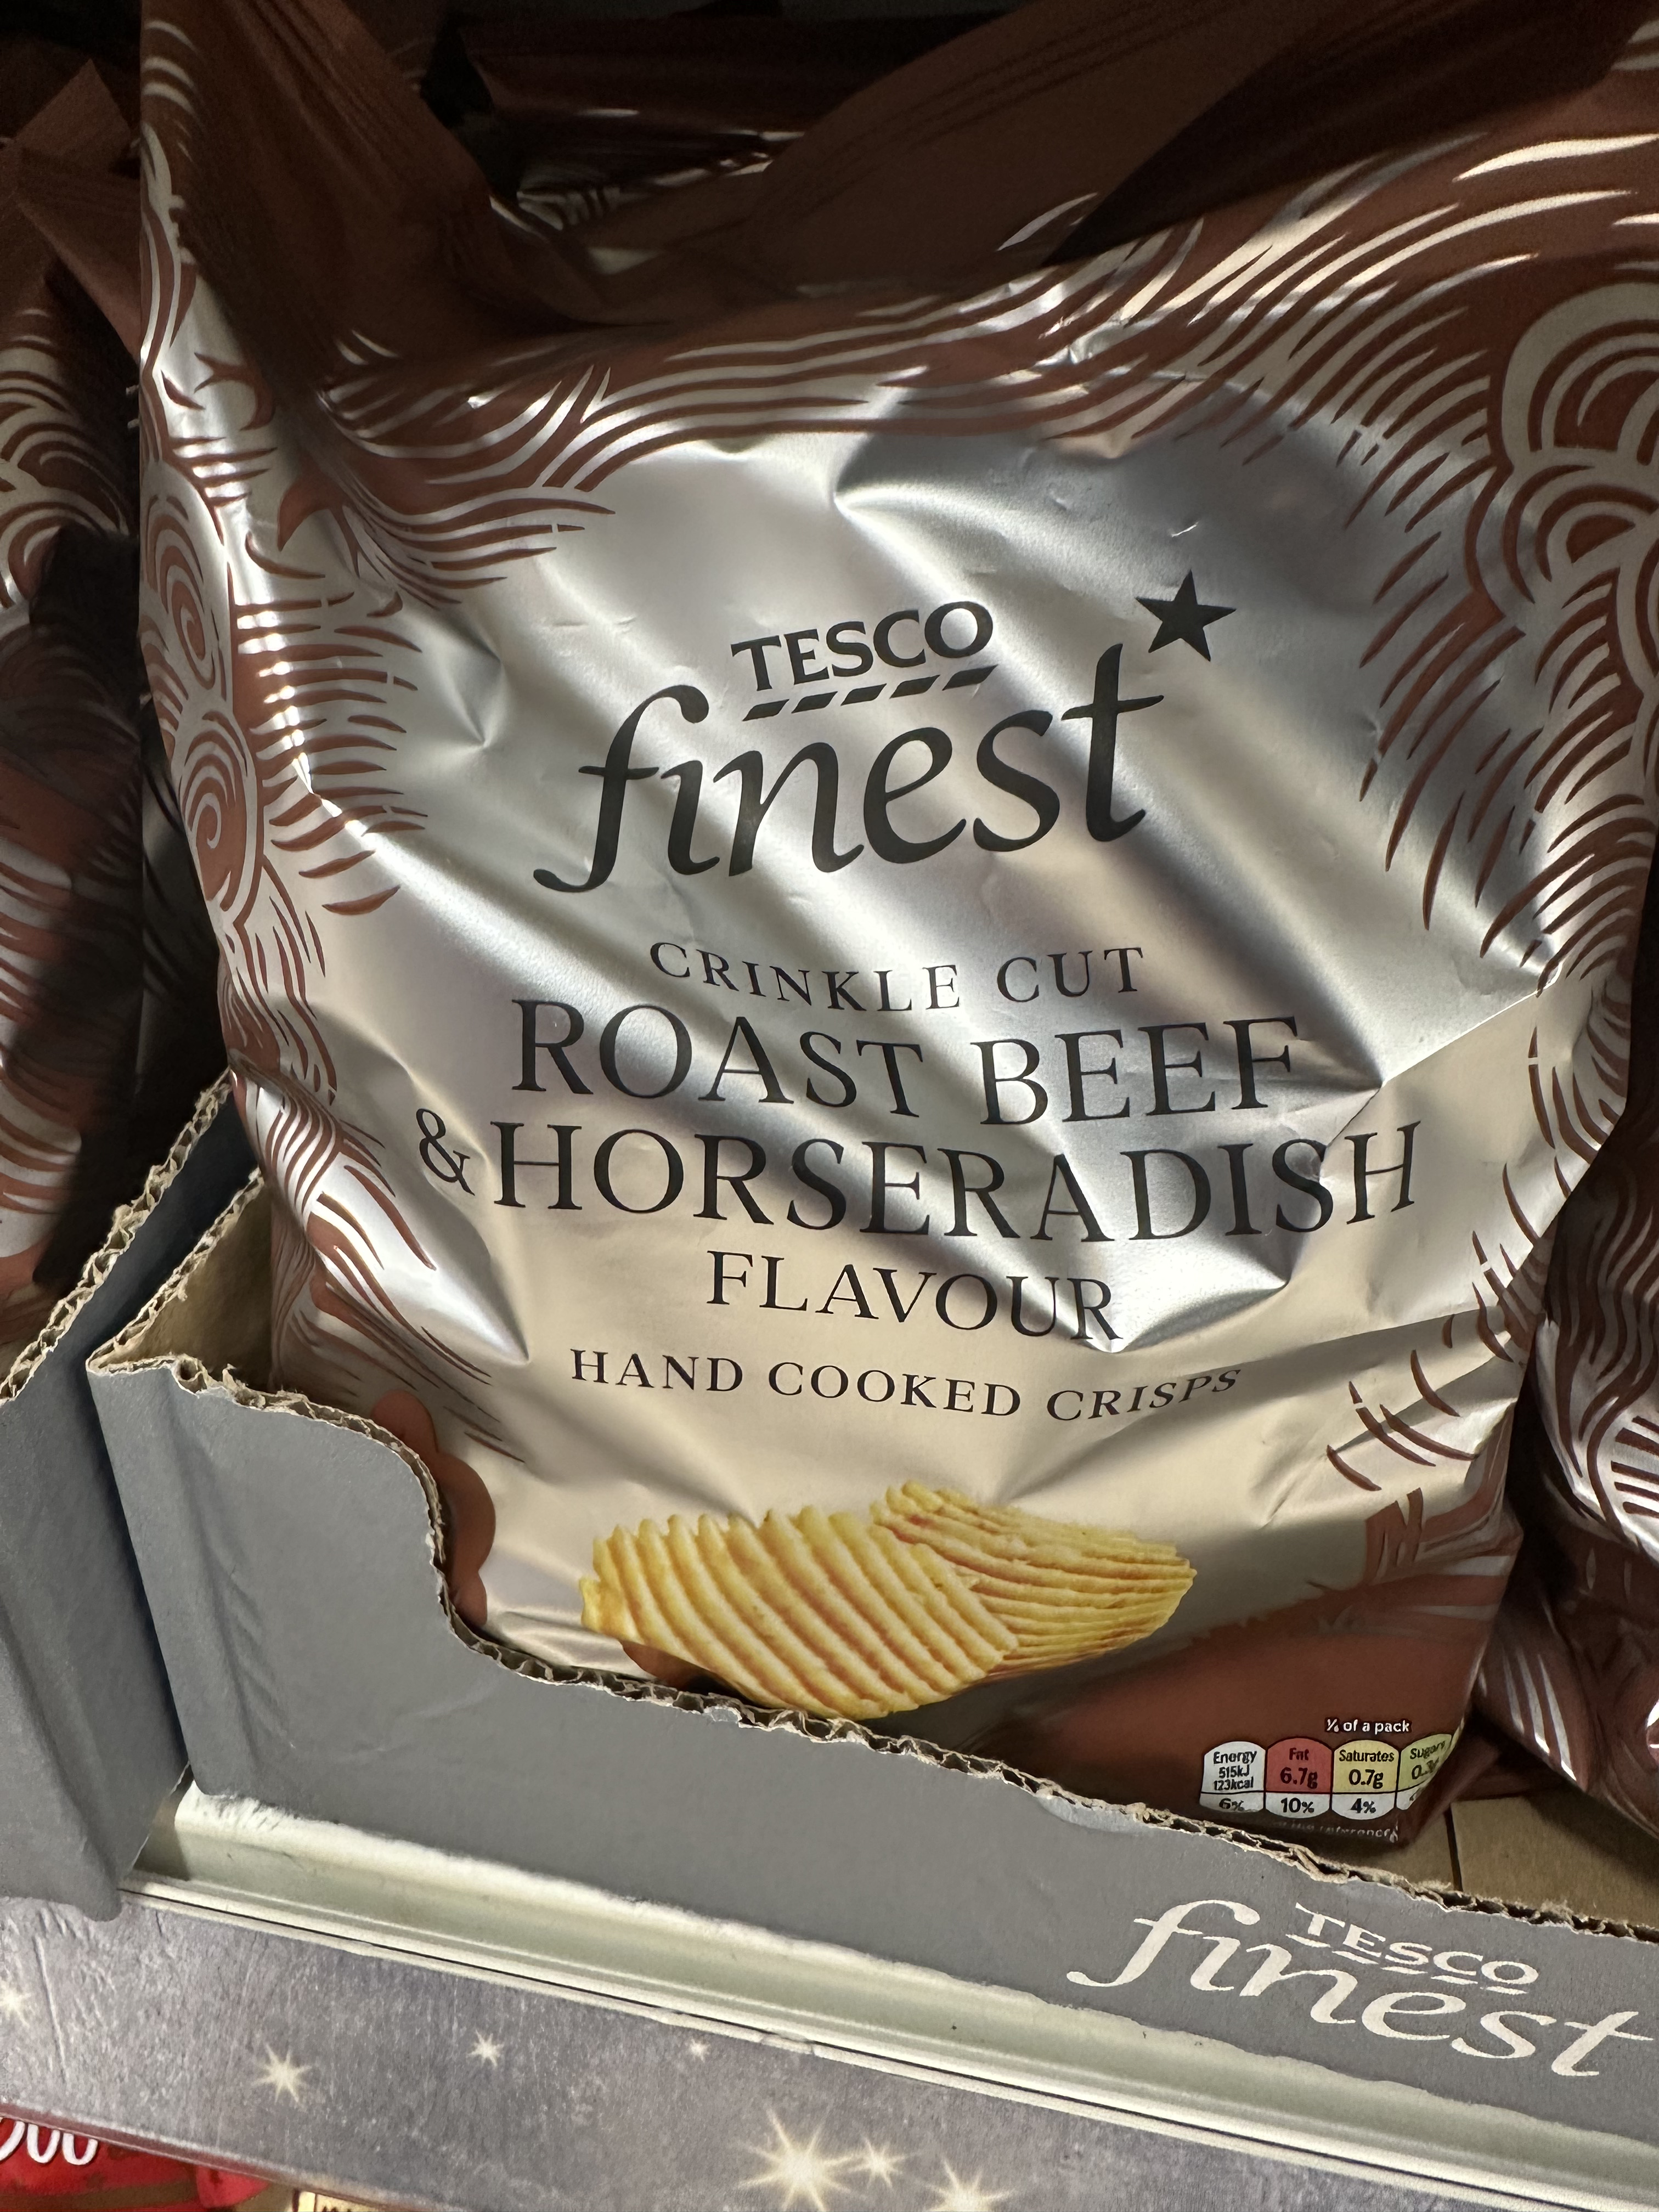 TESCO
finest
CRINKLE CUT
ROAST BEEF
& HORSERADISH
FLAVOUR
HAND COOKED CRISPS
of a pack
Energy
515kJ
123kcal
6%
Fat
6.7g
10%
Saturates
0.7g
4%
Sugars
TESCO
finest